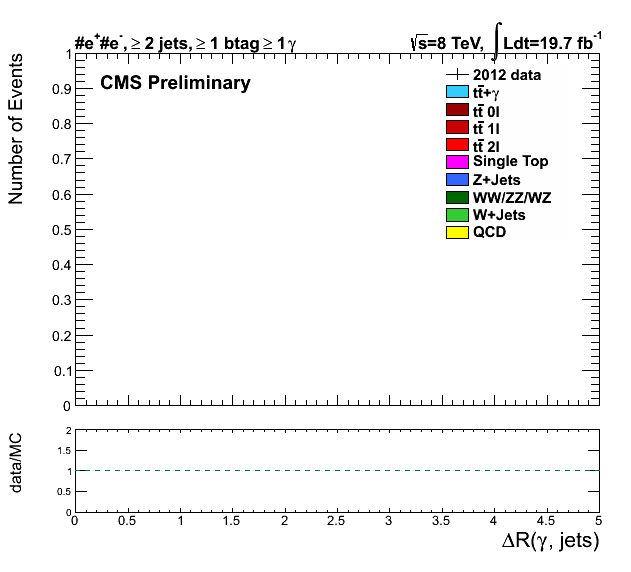 #e⁺#e⁻, ≥ 2 jets, ≥ 1 btag ≥ 1 γ
√s=8 TeV, ∫Ldt=19.7 fb⁻¹
CMS Preliminary
2012 data
tt̄+γ
tt̄ 0l
tt̄ 1l
tt̄ 2l
Single Top
Z+Jets
WW/ZZ/WZ
W+Jets
QCD
Number of Events
1
0.9
0.8
0.7
0.6
0.5
0.4
0.3
0.2
0.1
0
data/MC
2
1.5
1
0.5
0
0 0.5 1 1.5 2 2.5 3 3.5 4 4.5 5
ΔR(γ, jets)